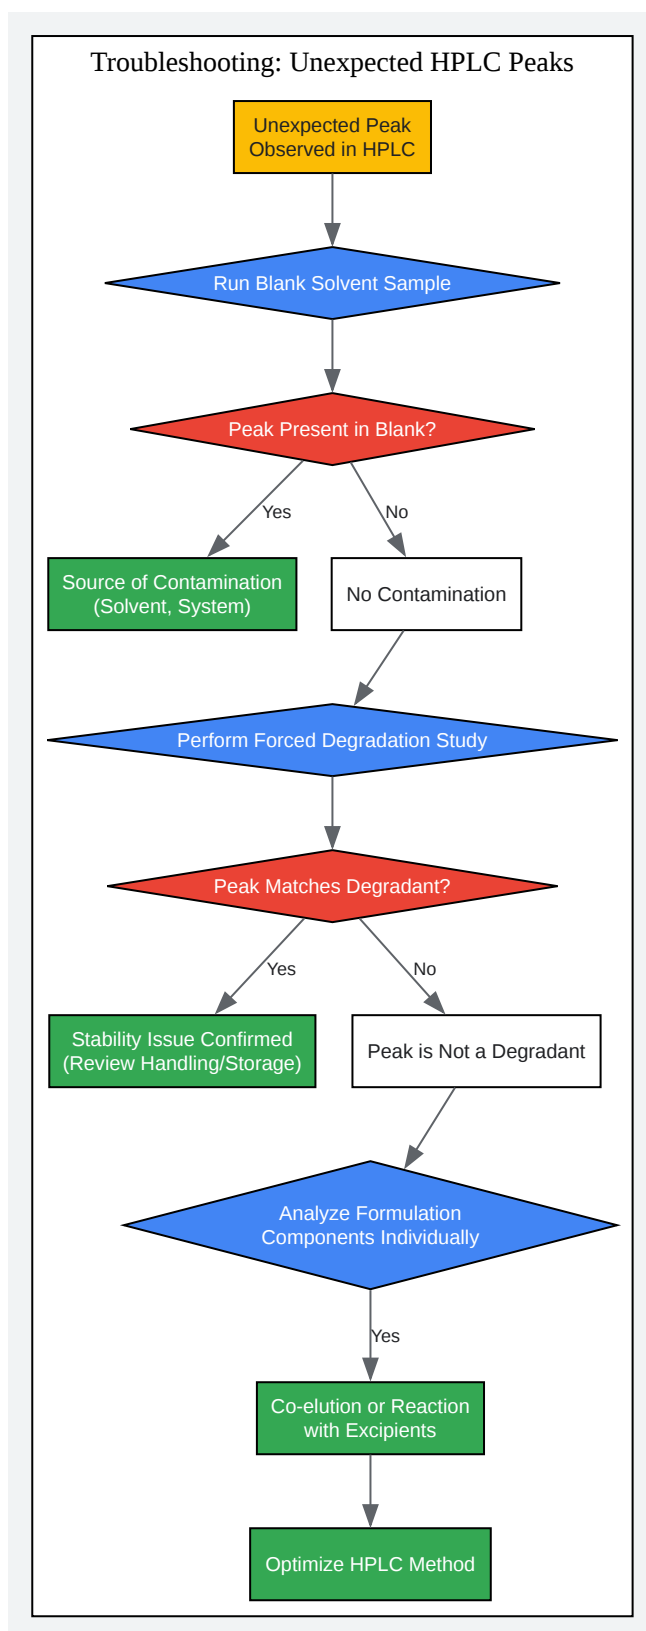 Troubleshooting: Unexpected HPLC Peaks
Unexpected Peak
Observed in HPLC
Run Blank Solvent Sample
Peak Present in Blank?
Yes
No
Source of Contamination
(Solvent, System)
No Contamination
Perform Forced Degradation Study
Peak Matches Degradant?
Yes
No
Stability Issue Confirmed
(Review Handling/Storage)
Peak is Not a Degradant
Analyze Formulation
Components Individually
Yes
Co-elution or Reaction
with Excipients
Optimize HPLC Method